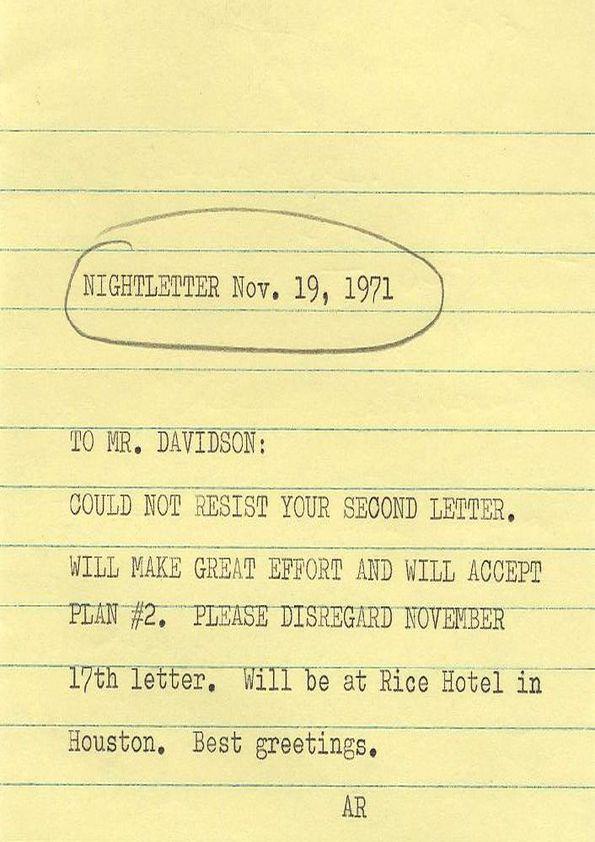 NIGHTLETTER Nov. 19, 1971
TO MR. DAVIDSON:
COULD NOT RESIST YOUR SECOND LETTER.
WILL MAKE GREAT EFFORT AND WILL ACCEPT
PLAN #2.  PLEASE DISREGARD NOVEMBER
17th letter.  Will be at Rice Hotel in
Houston.  Best greetings.
AR